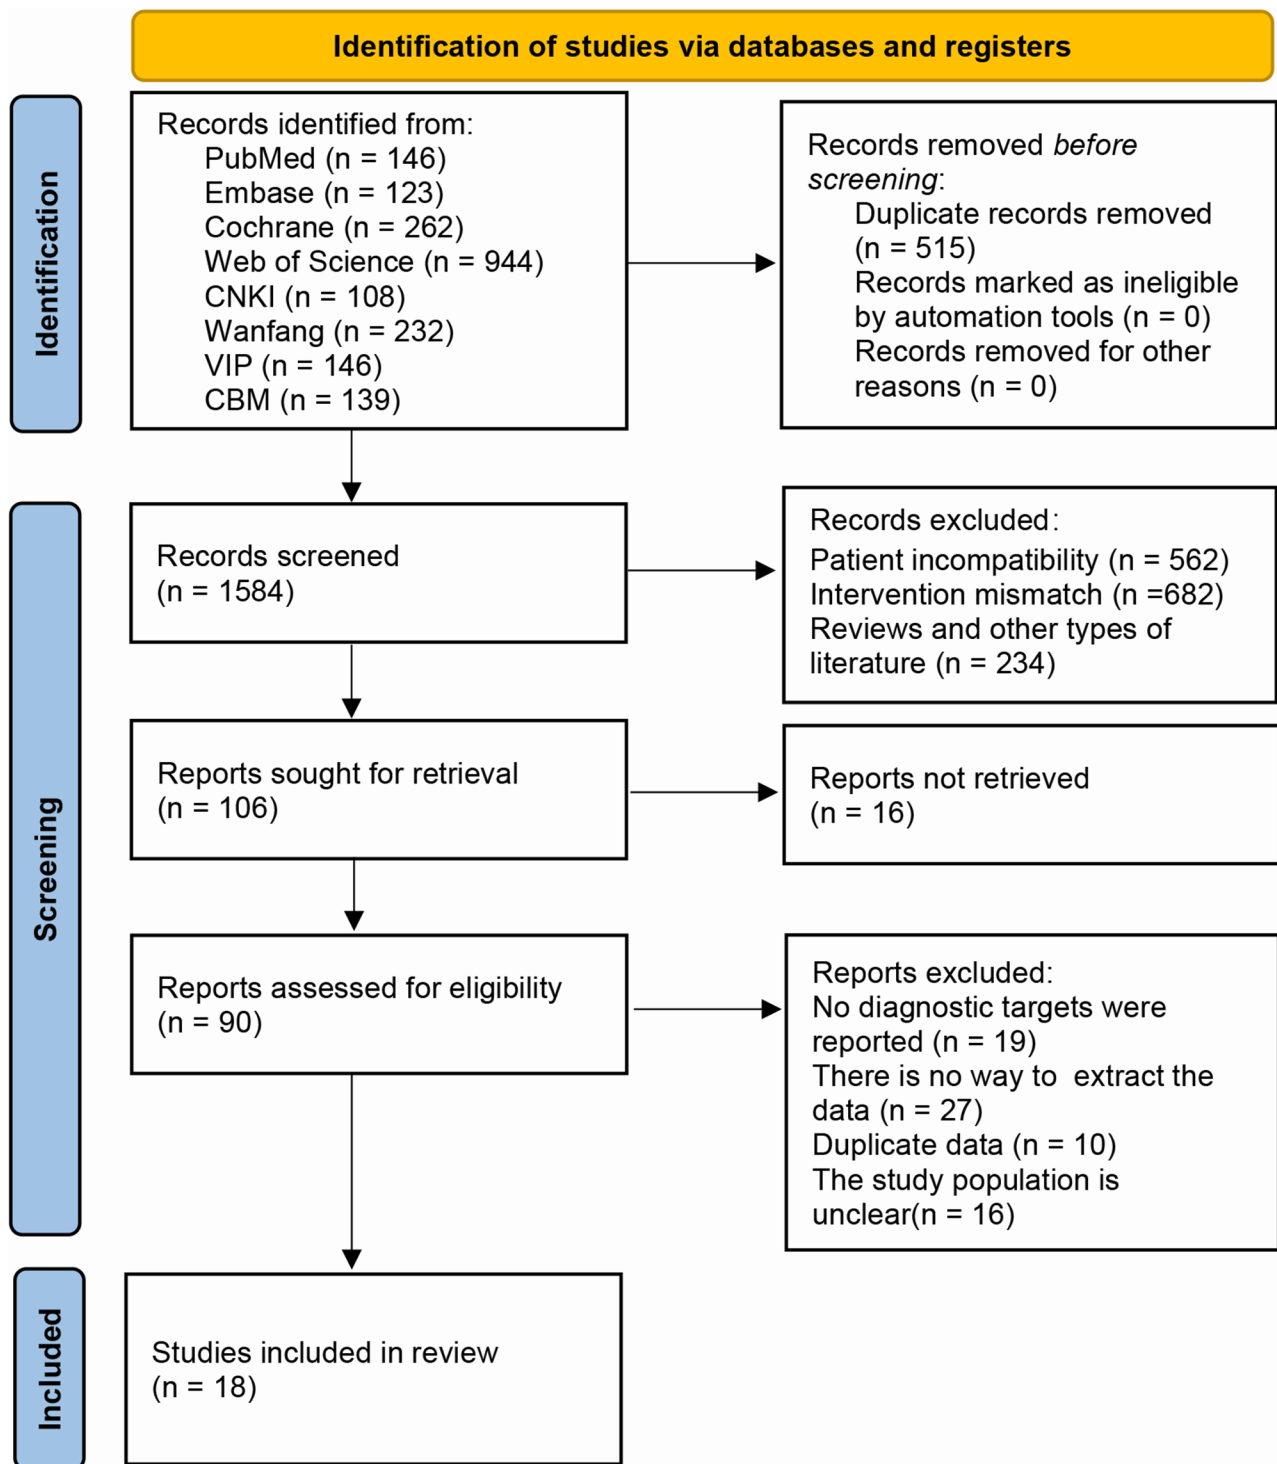 Identification of studies via databases and registers
Identification
Records identified from:
PubMed (n = 146)
Embase (n = 123)
Cochrane (n = 262)
Web of Science (n = 944)
CNKI (n = 108)
Wanfang (n = 232)
VIP (n = 146)
CBM (n = 139)
Records removed before
screening:
Duplicate records removed
(n = 515)
Records marked as ineligible
by automation tools (n = 0)
Records removed for other
reasons (n = 0)
Screening
Records screened
(n = 1584)
Records excluded:
Patient incompatibility (n = 562)
Intervention mismatch (n =682)
Reviews and other types of
literature (n = 234)
Reports sought for retrieval
(n = 106)
Reports not retrieved
(n = 16)
Reports assessed for eligibility
(n = 90)
Reports excluded:
No diagnostic targets were
reported (n = 19)
There is no way to  extract the
data (n = 27)
Duplicate data (n = 10)
The study population is
unclear(n = 16)
Included
Studies included in review
(n = 18)